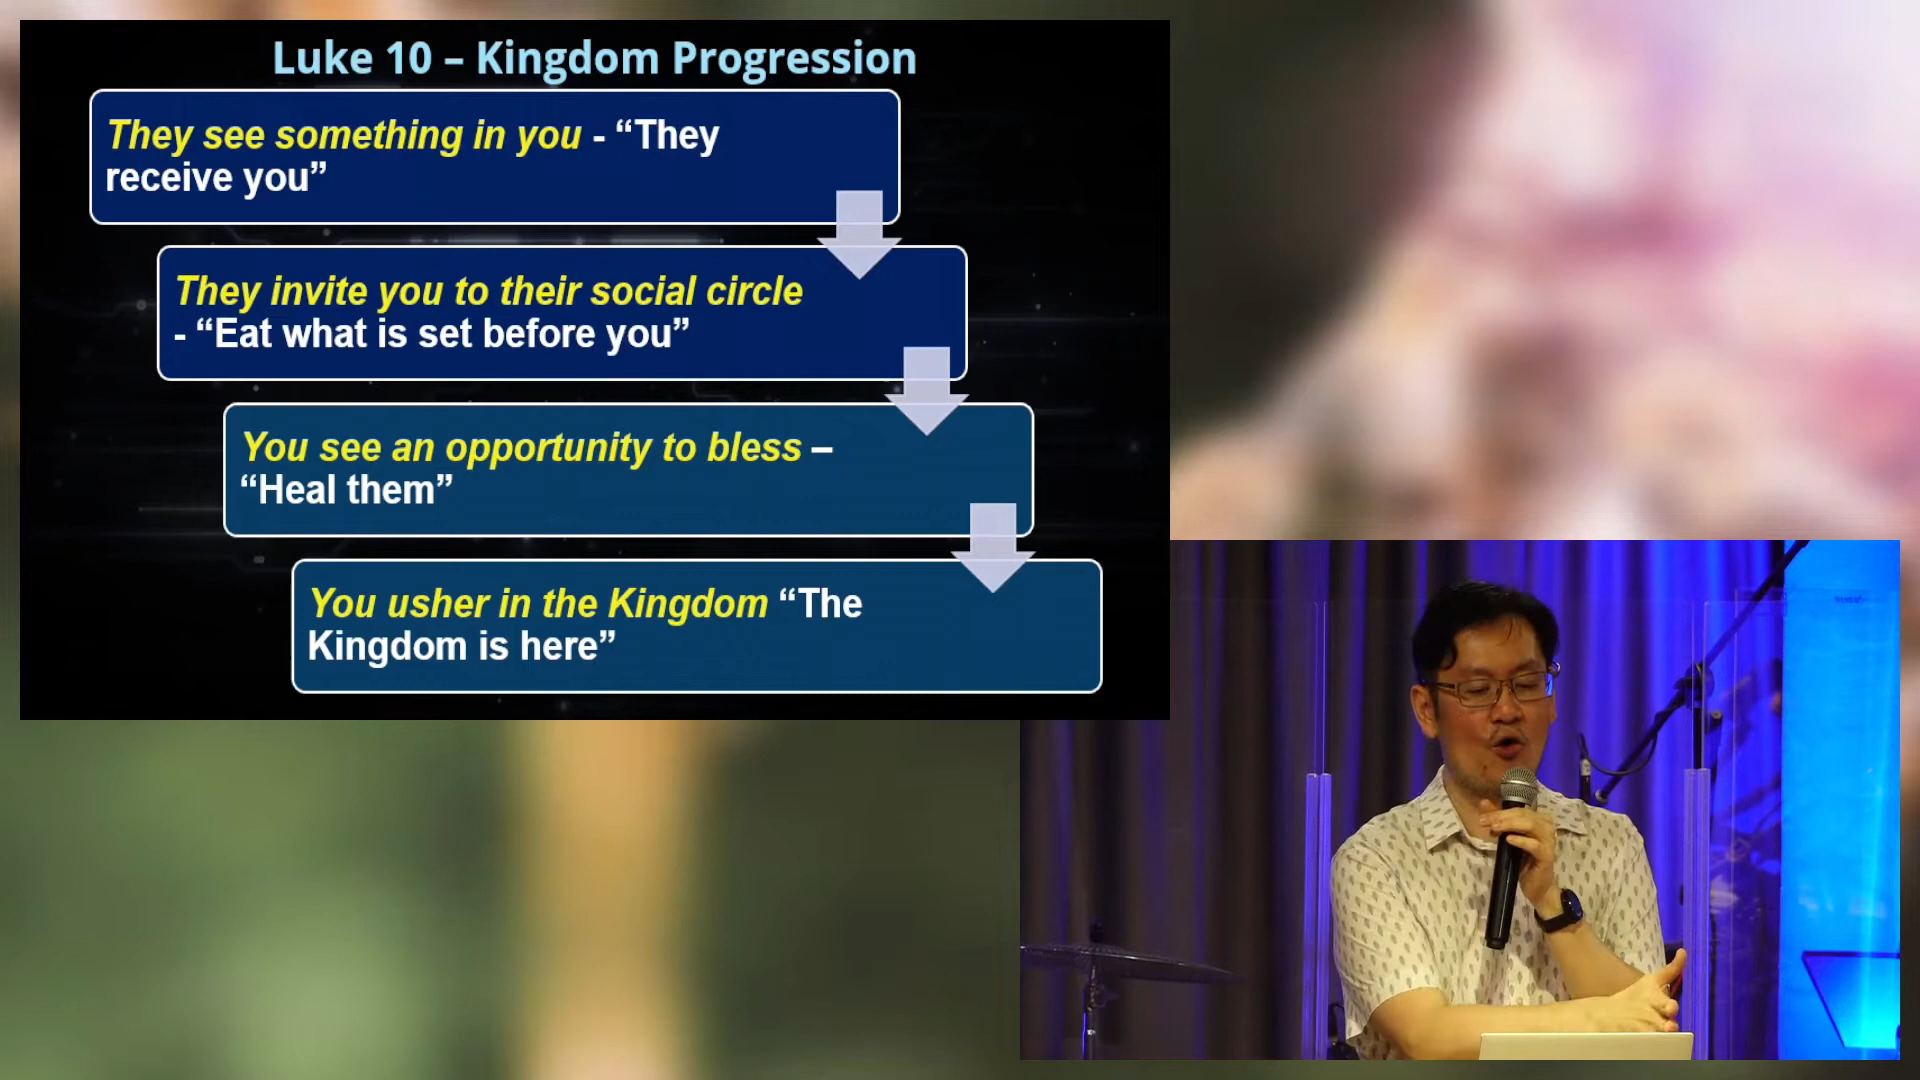 Luke 10 – Kingdom Progression
They see something in you - “They
receive you”
They invite you to their social circle
- “Eat what is set before you”
You see an opportunity to bless –
“Heal them”
You usher in the Kingdom “The
Kingdom is here”